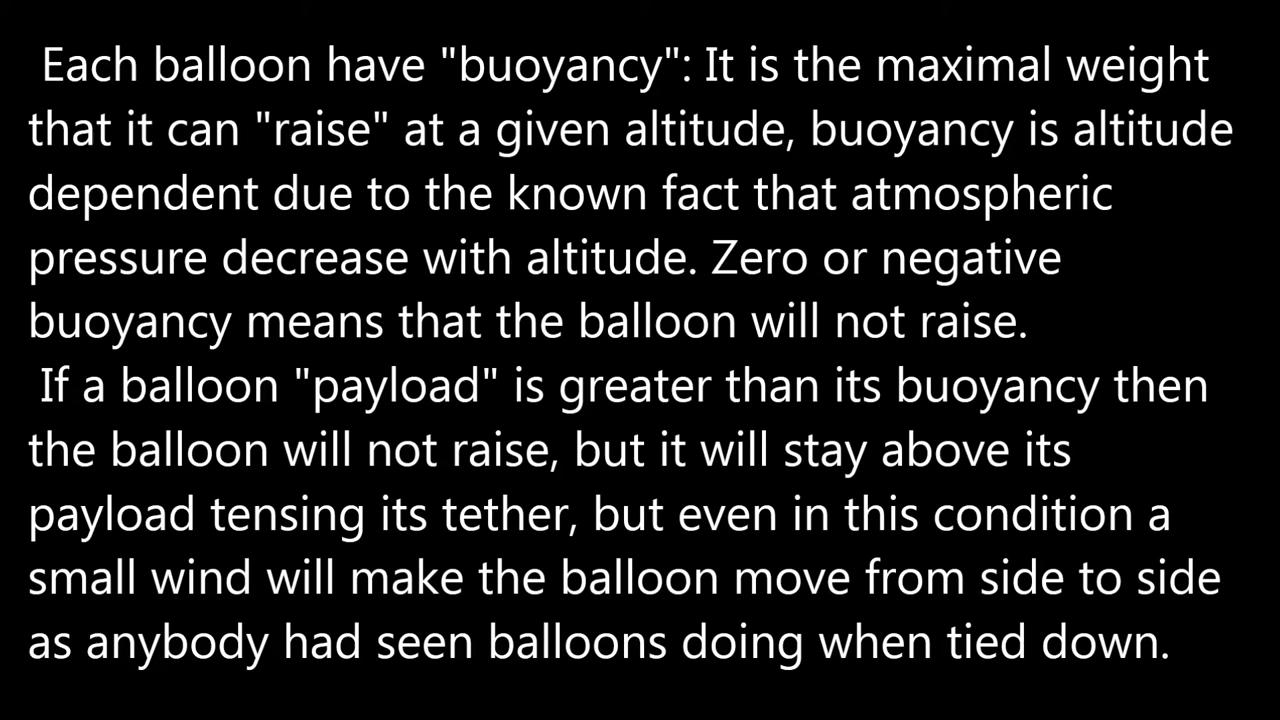 Each balloon have "buoyancy": It is the maximal weight
that it can "raise" at a given altitude, buoyancy is altitude
dependent due to the known fact that atmospheric
pressure decrease with altitude. Zero or negative
buoyancy means that the balloon will not raise.
If a balloon "payload" is greater than its buoyancy then
the balloon will not raise, but it will stay above its
payload tensing its tether, but even in this condition a
small wind will make the balloon move from side to side
as anybody had seen balloons doing when tied down.